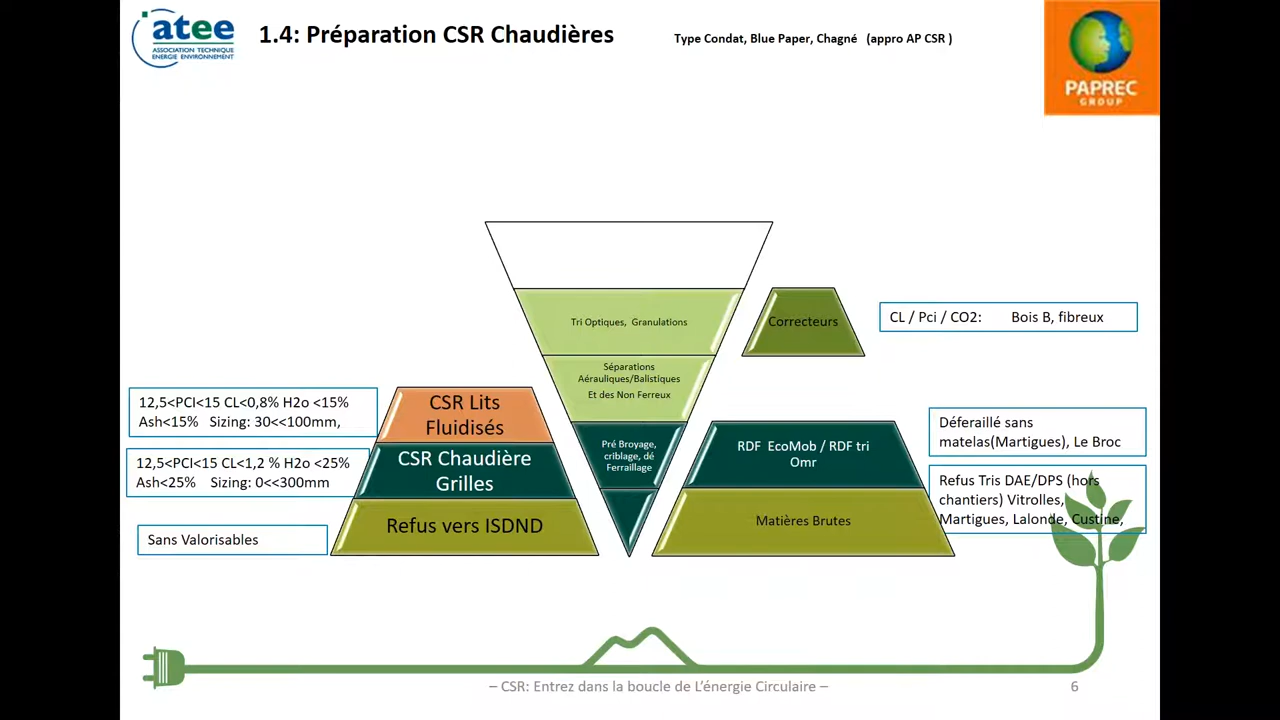 atee
ASSOCIATION TECHNIQUE
ENERGIE ENVIRONNEMENT
1.4: Préparation CSR Chaudières
Type Condat, Blue Paper, Chagné (appro AP CSR )
PAPREC
GROUP
Tri Optiques, Granulations
Correcteurs
CL / Pci / CO2: Bois B, fibreux
Séparations
Aérauliques/Balistiques
Et des Non Ferreux
12,5<PCI<15 CL<0,8% H2o <15%
Ash<15% Sizing: 30<<100mm,
CSR Lits
Fluidisés
Pré Broyage,
criblage, dé
Ferraillage
RDF EcoMob / RDF tri
Omr
Déferaillé sans
matelas(Martigues), Le Broc
12,5<PCI<15 CL<1,2 % H2o <25%
Ash<25% Sizing: 0<<300mm
CSR Chaudière
Grilles
Refus Tris DAE/DPS (hors
chantiers) Vitrolles,
Martigues, Lalonde, Custine,
Sans Valorisables
Refus vers ISDND
Matières Brutes
– CSR: Entrez dans la boucle de L’énergie Circulaire –
6